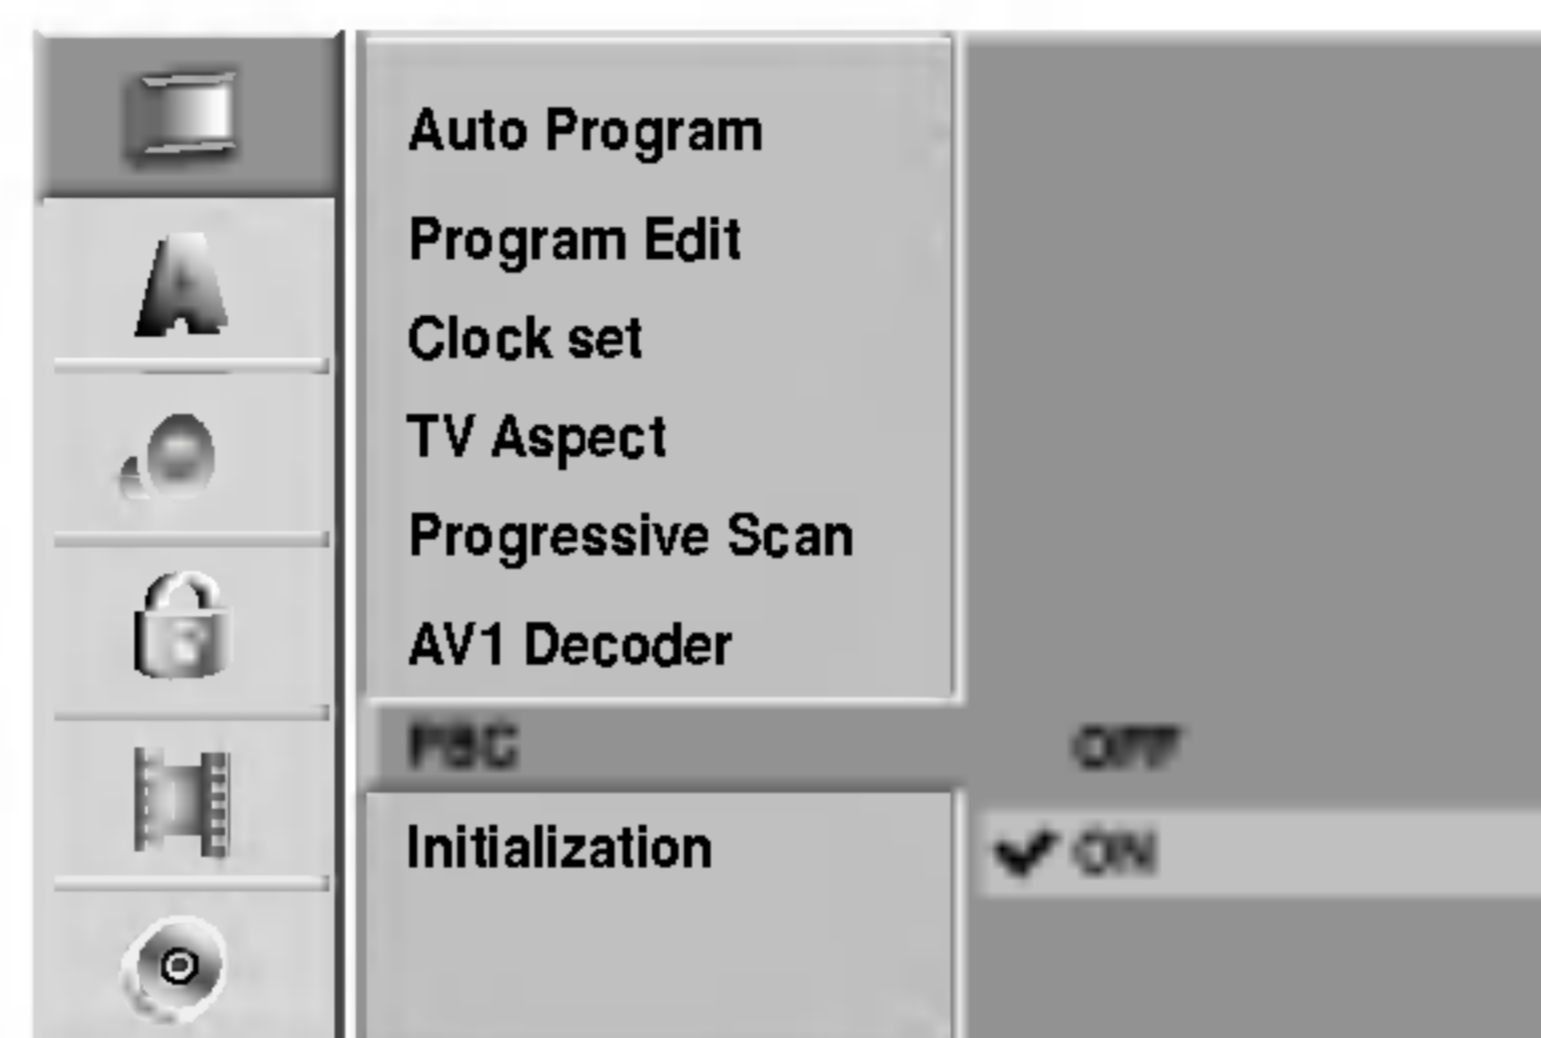 Auto Program
Program Edit
Clock set
TV Aspect
Progressive Scan
AV1 Decoder
PBC
OFF
Initialization
ON